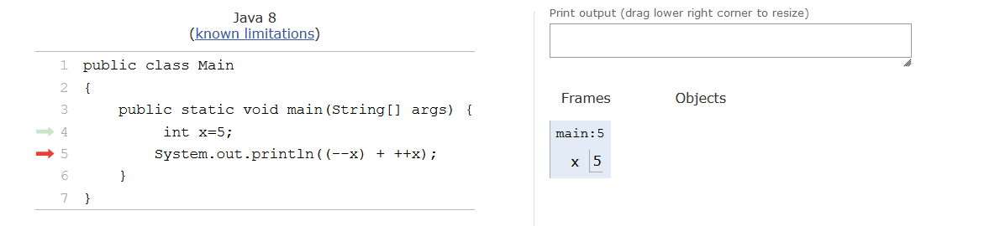 Java 8
(known limitations)
1 public class Main
2 {
3 public static void main(String[] args) {
4 int x=5;
5 System.out.println((--x) + ++x);
6 }
7 }
Print output (drag lower right corner to resize)
Frames Objects
main:5
x 5